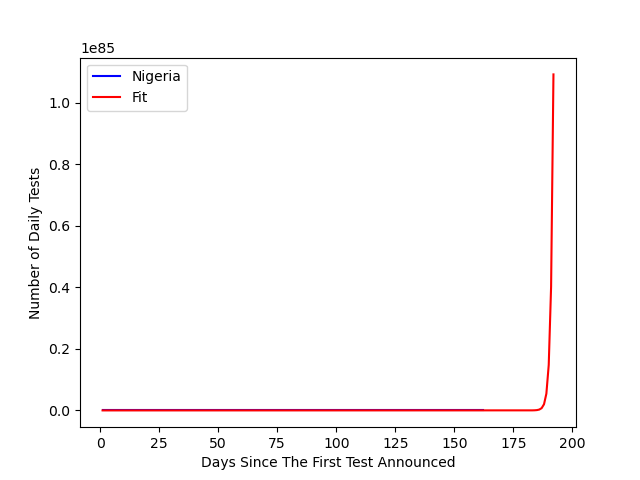 1e85
Nigeria
Fit
1.0
0.8
0.6
0.4
0.2
0.0
Number of Daily Tests
0 25 50 75 100 125 150 175 200
Days Since The First Test Announced